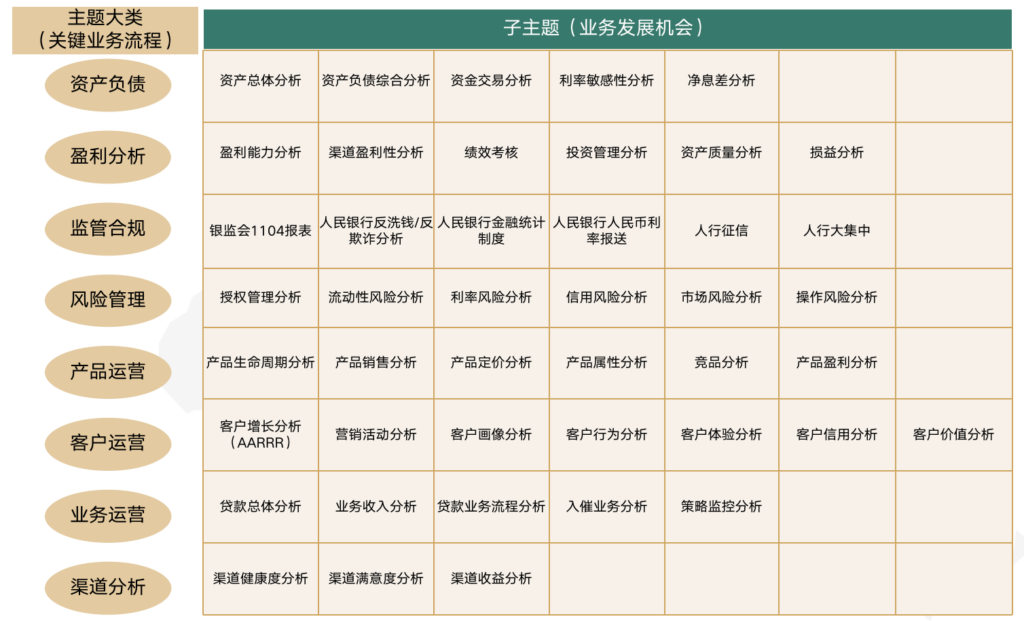 主题大类
（关键业务流程）
子主题（业务发展机会）
资产负债
资产总体分析
资产负债综合分析
资金交易分析
利率敏感性分析
净息差分析
盈利分析
盈利能力分析
渠道盈利性分析
绩效考核
投资管理分析
资产质量分析
损益分析
监管合规
银监会1104报表
人民银行反洗钱/反
欺诈分析
人民银行金融统计
制度
人民银行人民币利
率报送
人行征信
人行大集中
风险管理
授权管理分析
流动性风险分析
利率风险分析
信用风险分析
市场风险分析
操作风险分析
产品运营
产品生命周期分析
产品销售分析
产品定价分析
产品属性分析
竞品分析
产品盈利分析
客户运营
客户增长分析
（AARRR）
营销活动分析
客户画像分析
客户行为分析
客户体验分析
客户信用分析
客户价值分析
业务运营
贷款总体分析
业务收入分析
贷款业务流程分析
入催业务分析
策略监控分析
渠道分析
渠道健康度分析
渠道满意度分析
渠道收益分析